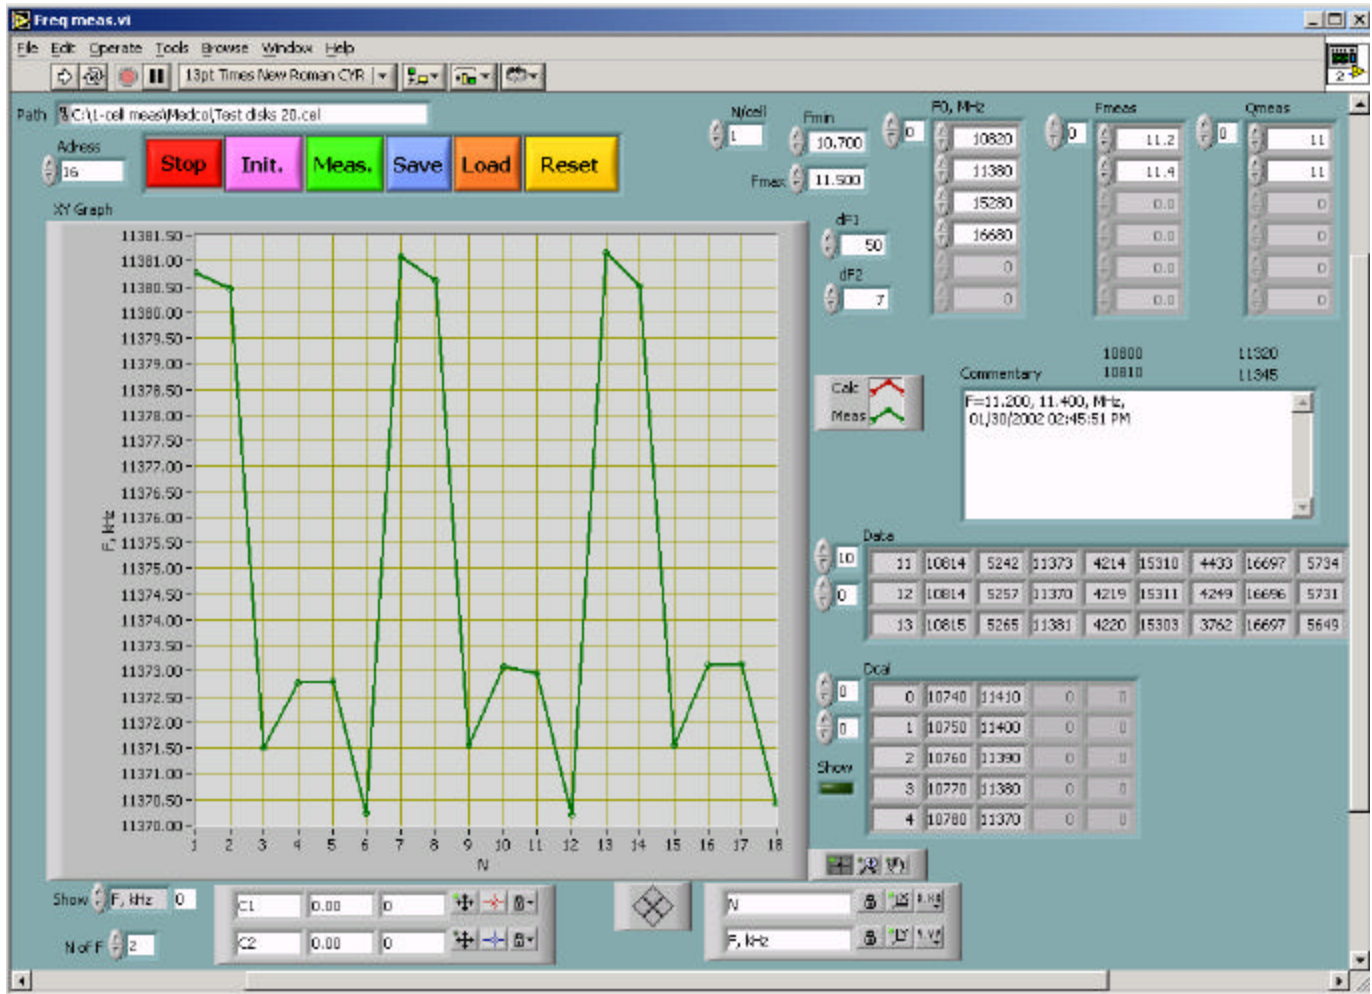 Freq meas.vi
File Edit Operate Tools Browse Window Help
13pt Times New Roman CYR
2
Path C:\1-cell meas\Medco\Test disks 20.cel
Adress
16
Stop Init. Meas. Save Load Reset
N/cell
1
Fmin
10.700
Fmax 11.500
F0, MHz
0 10820
11380
15280
16680
0
0
Fmeas
0 11.2
11.4
0.0
0.0
0.0
0.0
Qmeas
0 11
11
0
0
0
0
dF1
50
dF2
7
XY Graph
11381.50
11381.00
11380.50
11380.00
11379.50
11379.00
11378.50
11378.00
11377.50
11377.00
11376.50
11376.00
11375.50
11375.00
11374.50
11374.00
11373.50
11373.00
11372.50
11372.00
11371.50
11371.00
11370.50
11370.00
F, kHz
1 2 3 4 5 6 7 8 9 10 11 12 13 14 15 16 17 18
N
Calc
Meas
10800 11320
10810 11345
Commentary
F=11.200, 11.400, MHz,
01/30/2002 02:45:51 PM
Data
10
0
11 10814 5242 11373 4214 15310 4433 16697 5734
12 10814 5257 11370 4219 15311 4249 16696 5731
13 10815 5265 11381 4220 15303 3762 16697 5649
Dcal
0
0
0 10740 11410 0 0
1 10750 11400 0 0
2 10760 11390 0 0
3 10770 11380 0 0
4 10780 11370 0 0
Show
Show F, kHz 0
N of F 2
C1 0.00 0
C2 0.00 0
N
F, kHz